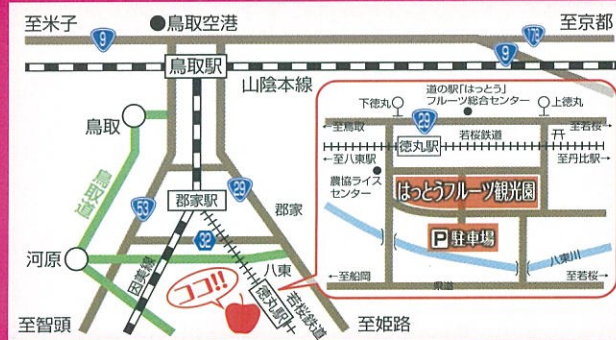 至米子
●鳥取空港
至京都
9
178
9
鳥取駅
山陰本線
鳥取
鳥取道
53
29
郡家駅
郡家
32
河原
因美線
八東
ココ!!
徳丸駅
若桜鉄道
至智頭
至姫路
道の駅「はっとう」
フルーツ総合センター
下徳丸
上徳丸
29
←至鳥取
至若桜→
若桜鉄道
徳丸駅
←至八東駅
至丹比駅→
農協ライス
センター
はっとうフルーツ観光園
P 駐車場
八東川
←至船岡
県道
至若桜→